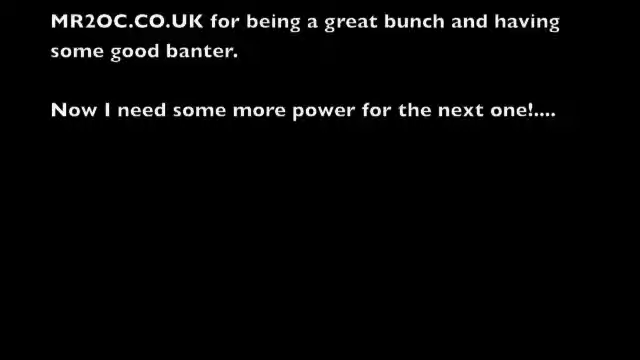 MR2OC.CO.UK for being a great bunch and having
some good banter.
Now I need some more power for the next one!....